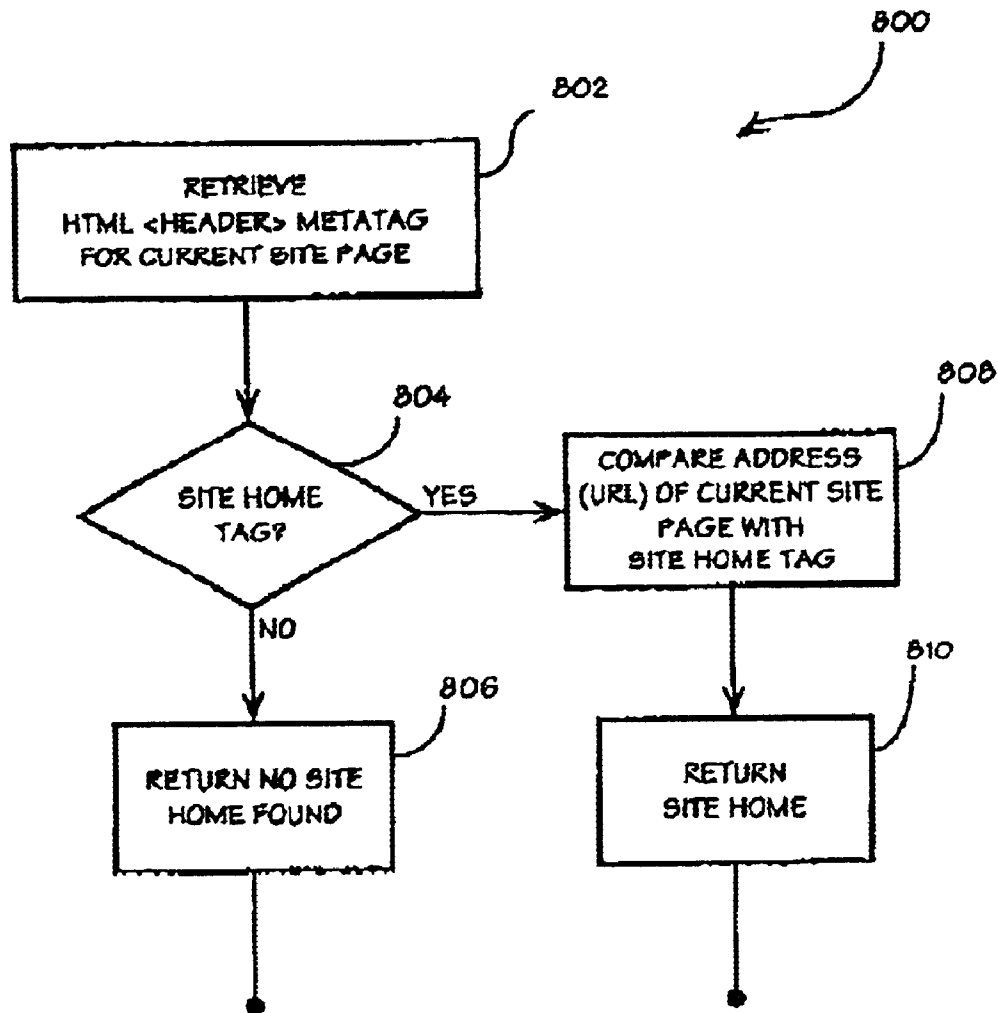 800
802
RETRIEVE
HTML <HEADER> METATAG
FOR CURRENT SITE PAGE
804
SITE HOME
TAG?
YES
808
COMPARE ADDRESS
(URL) OF CURRENT SITE
PAGE WITH
SITE HOME TAG
NO
806
RETURN NO SITE
HOME FOUND
810
RETURN
SITE HOME